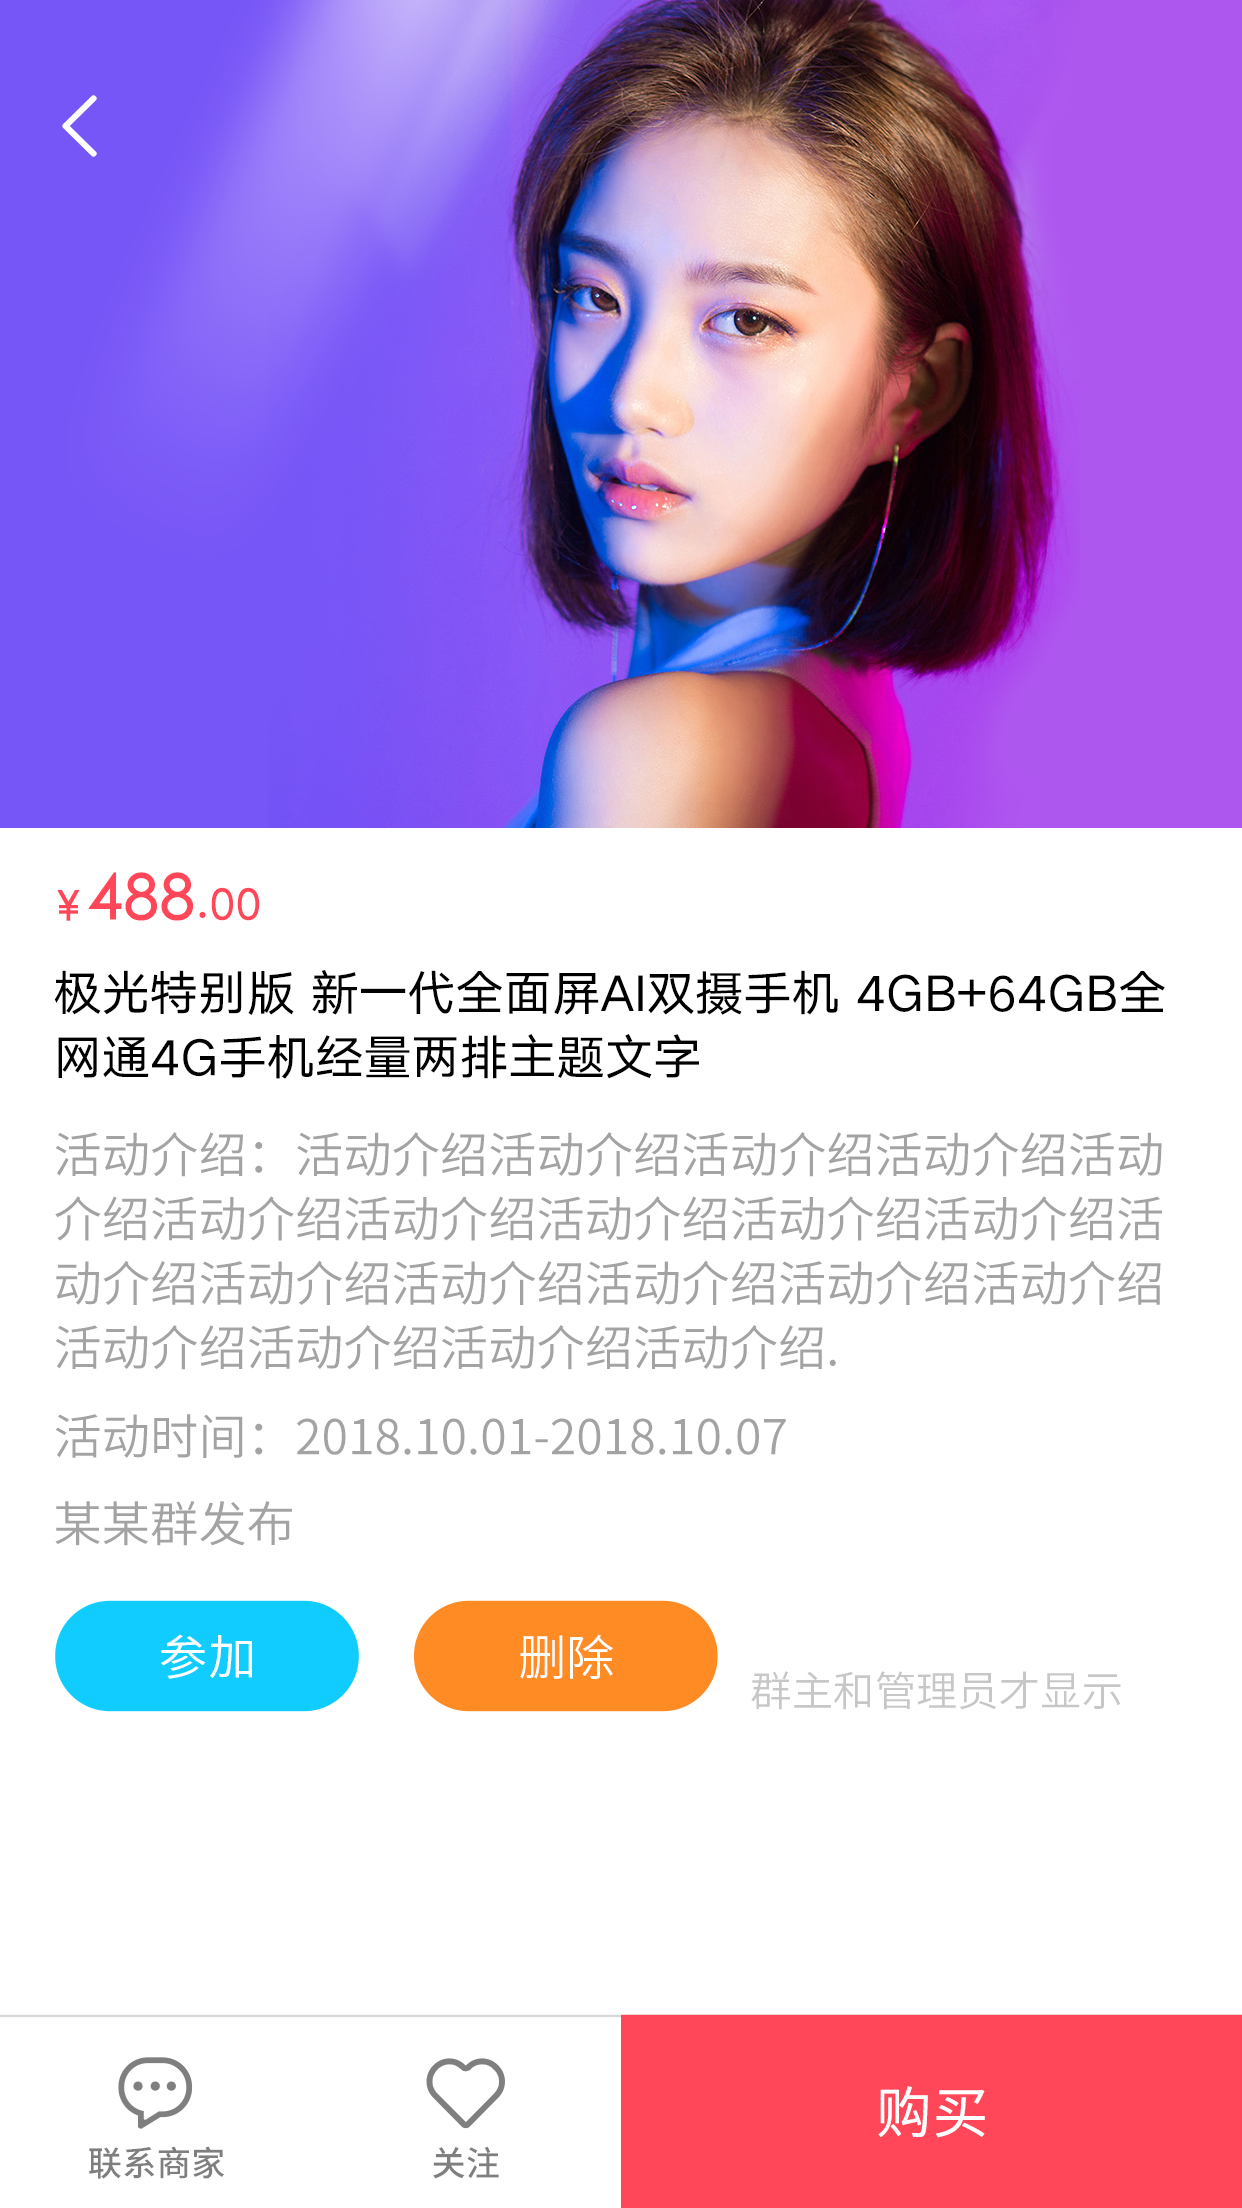 ¥488.00
极光特别版 新一代全面屏AI双摄手机 4GB+64GB全
网通4G手机经量两排主题文字
活动介绍：活动介绍活动介绍活动介绍活动介绍活动
介绍活动介绍活动介绍活动介绍活动介绍活动介绍活
动介绍活动介绍活动介绍活动介绍活动介绍活动介绍
活动介绍活动介绍活动介绍活动介绍.
活动时间：2018.10.01-2018.10.07
某某群发布
参加 删除 群主和管理员才显示
联系商家 关注 购买